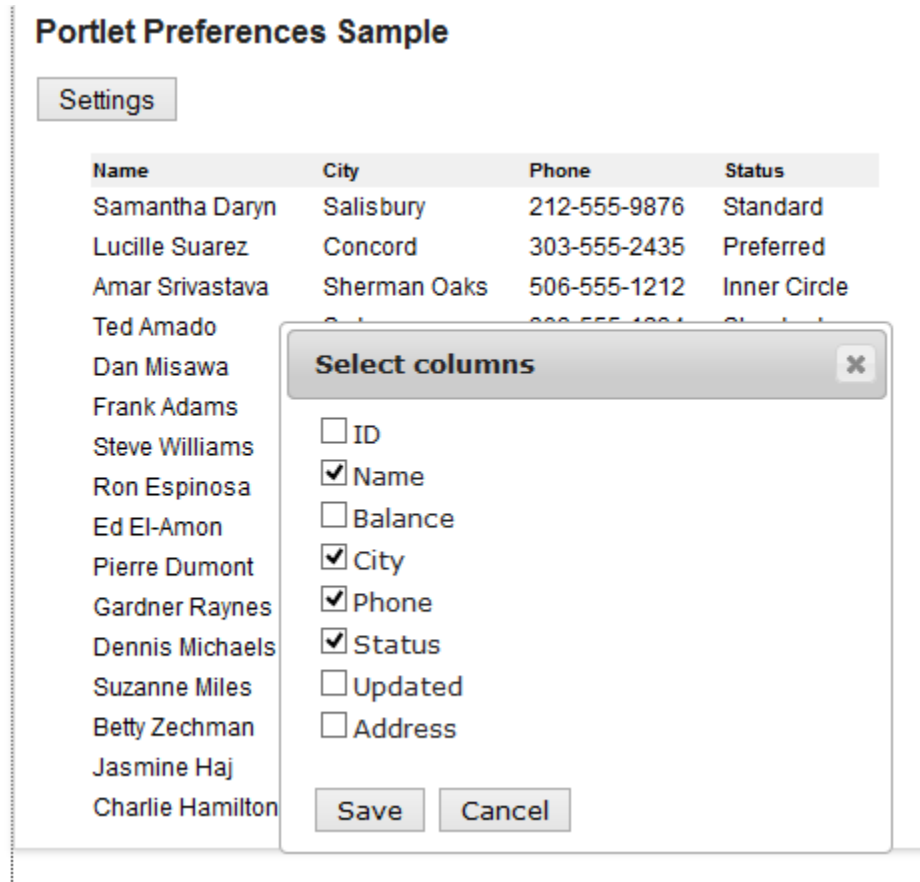 Portlet Preferences Sample
Settings
Name City Phone Status
Samantha Daryn Salisbury 212-555-9876 Standard
Lucille Suarez Concord 303-555-2435 Preferred
Amar Srivastava Sherman Oaks 506-555-1212 Inner Circle
Ted Amado
Dan Misawa
Frank Adams
Steve Williams
Ron Espinosa
Ed El-Amon
Pierre Dumont
Gardner Raynes
Dennis Michaels
Suzanne Miles
Betty Zechman
Jasmine Haj
Charlie Hamilton
Select columns
ID
Name
Balance
City
Phone
Status
Updated
Address
Save Cancel